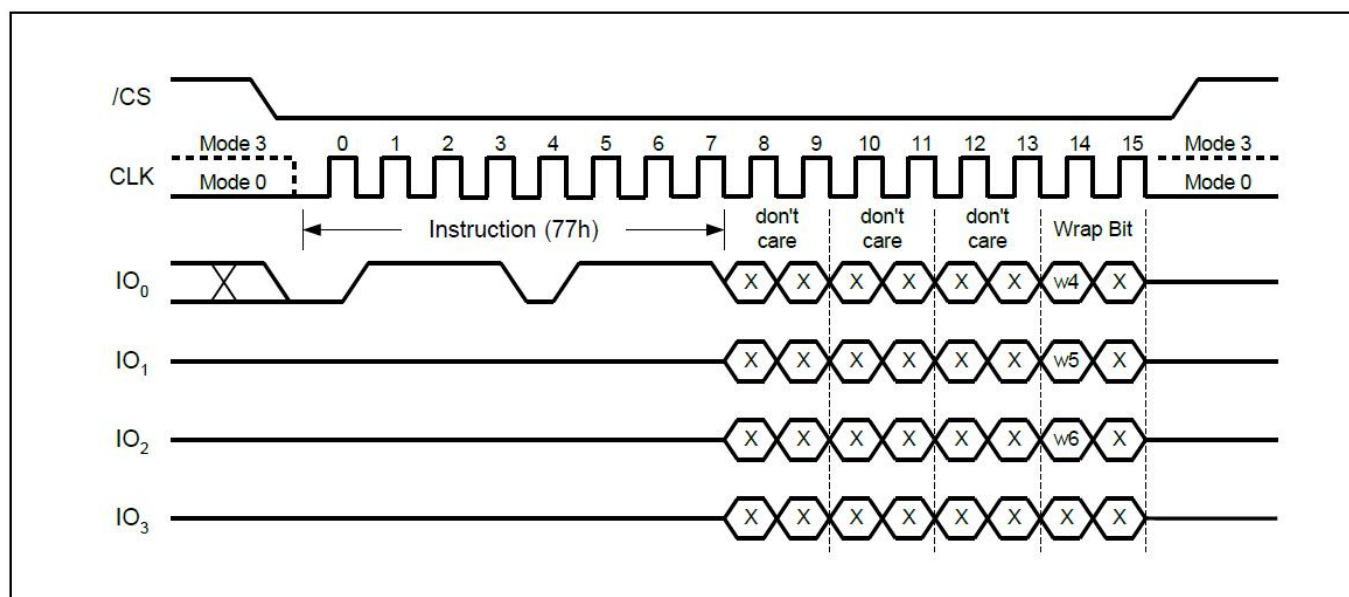 /CS
Mode 3 0 1 2 3 4 5 6 7 8 9 10 11 12 13 14 15 Mode 3
CLK
Mode 0 Mode 0
Instruction (77h) don't care don't care don't care Wrap Bit
IO0 X X X X X X X w4 X
IO1 X X X X X X w5 X
IO2 X X X X X X w6 X
IO3 X X X X X X X X